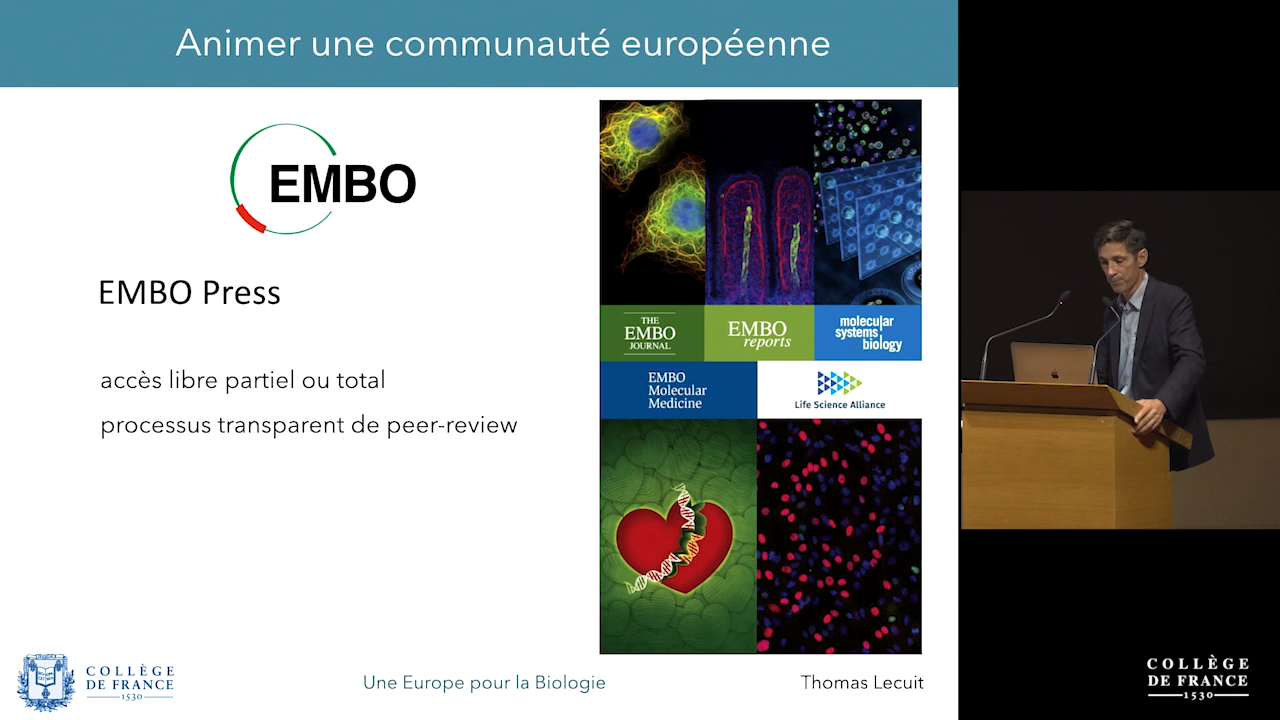 Animer une communauté européenne
EMBO
EMBO Press
accès libre partiel ou total
processus transparent de peer-review
THE
EMBO
JOURNAL
EMBO
reports
molecular
systems
biology
EMBO
Molecular
Medicine
Life Science Alliance
COLLÈGE
DE FRANCE
1530
Une Europe pour la Biologie
Thomas Lecuit
COLLÈGE
DE FRANCE
1530